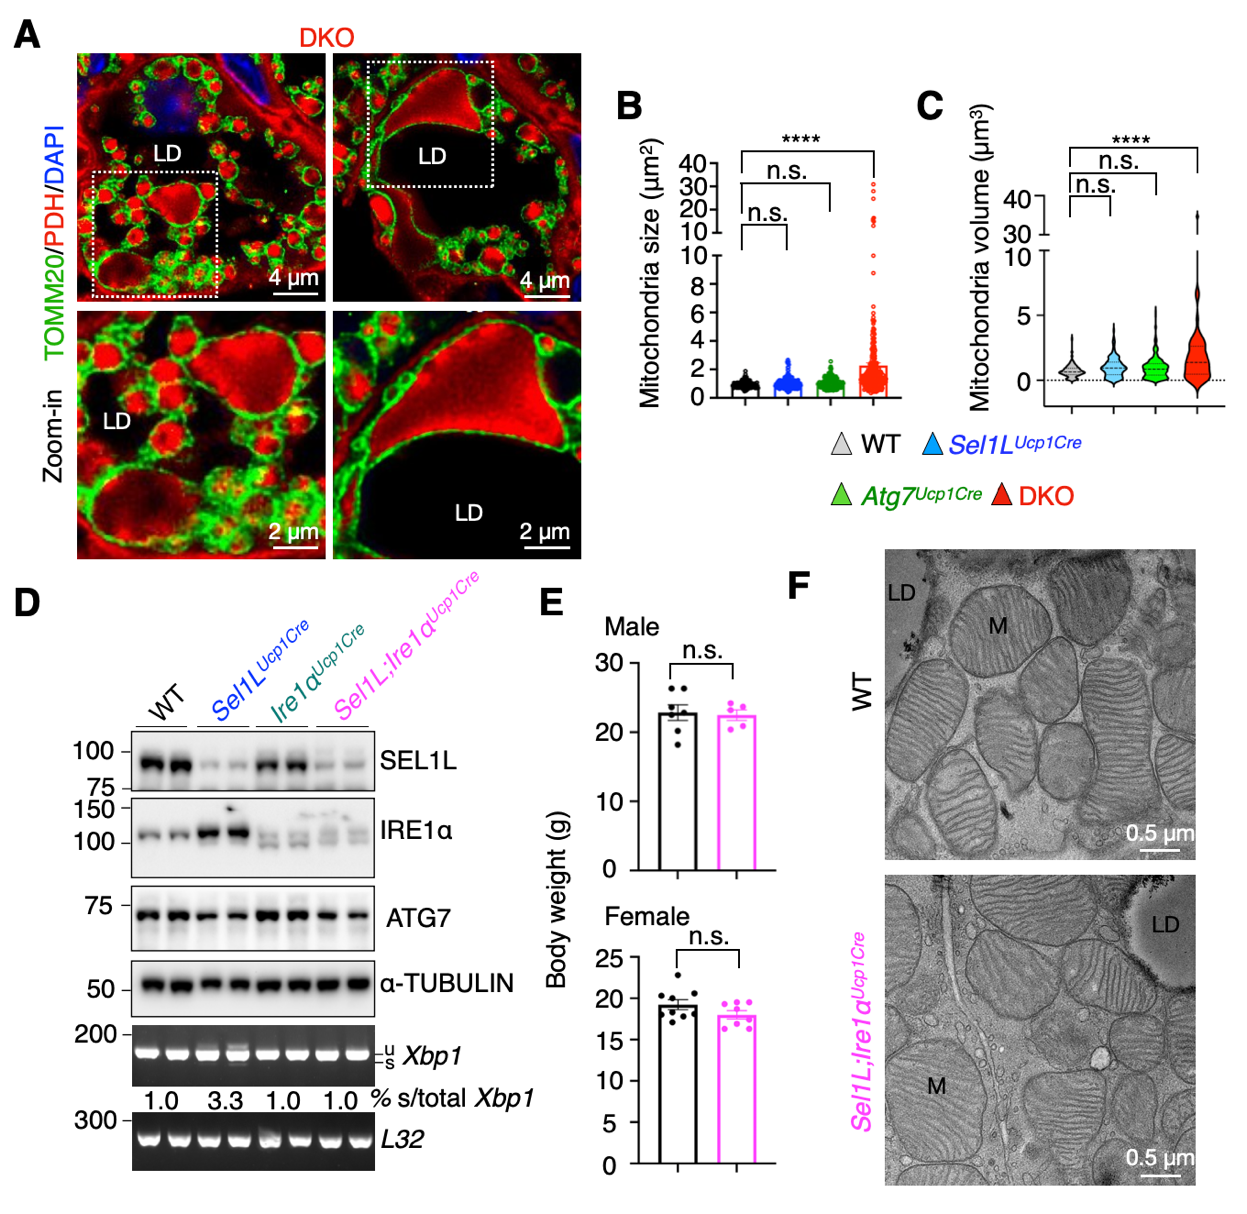 A
DKO
TOMM20/PDH/DAPI
LD
4 µm
LD
4 µm
Zoom-in
LD
2 µm
LD
2 µm
B
Mitochondria size (µm²)
****
n.s.
n.s.
40
30
20
10
10
8
6
4
2
0
C
Mitochondria volume (µm³)
****
n.s.
n.s.
40
30
10
5
0
WT
Sel1L^Ucp1Cre
Atg7^Ucp1Cre
DKO
D
WT
Sel1L^Ucp1Cre
Ire1α^Ucp1Cre
Sel1L;Ire1α^Ucp1Cre
100
75
SEL1L
150
100
IRE1α
75
ATG7
50
α-TUBULIN
200
u
s
Xbp1
1.0 3.3 1.0 1.0 % s/total Xbp1
300
L32
E
Body weight (g)
Male
n.s.
30
20
10
0
Female
n.s.
25
20
15
10
5
0
F
WT
LD
M
0.5 µm
Sel1L;Ire1α^Ucp1Cre
LD
M
0.5 µm